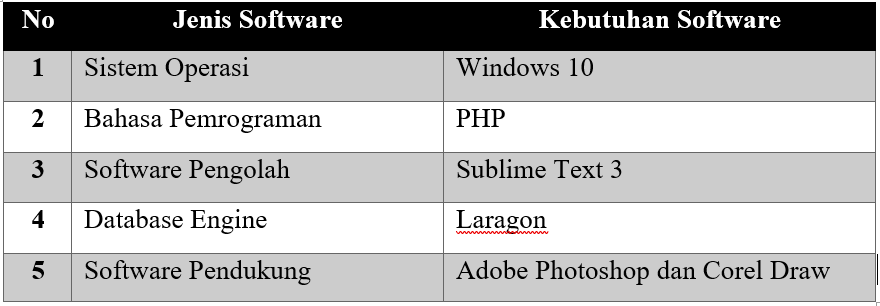 No Jenis Software Kebutuhan Software
1 Sistem Operasi Windows 10
2 Bahasa Pemrograman PHP
3 Software Pengolah Sublime Text 3
4 Database Engine Laragon
5 Software Pendukung Adobe Photoshop dan Corel Draw